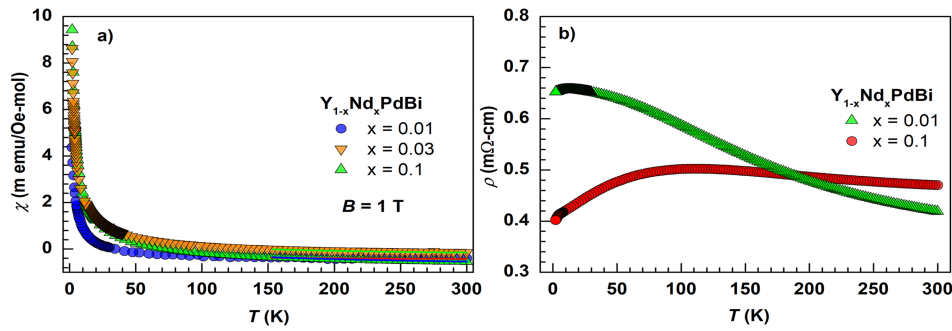 a)
χ (m emu/Oe-mol)
10
8
6
4
2
0
Y1-xNdxPdBi
x = 0.01
x = 0.03
x = 0.1
B = 1 T
0 50 100 150 200 250 300
T (K)
b)
ρ (mΩ-cm)
0.8
0.7
0.6
0.5
0.4
0.3
Y1-xNdxPdBi
x = 0.01
x = 0.1
0 50 100 150 200 250 300
T (K)